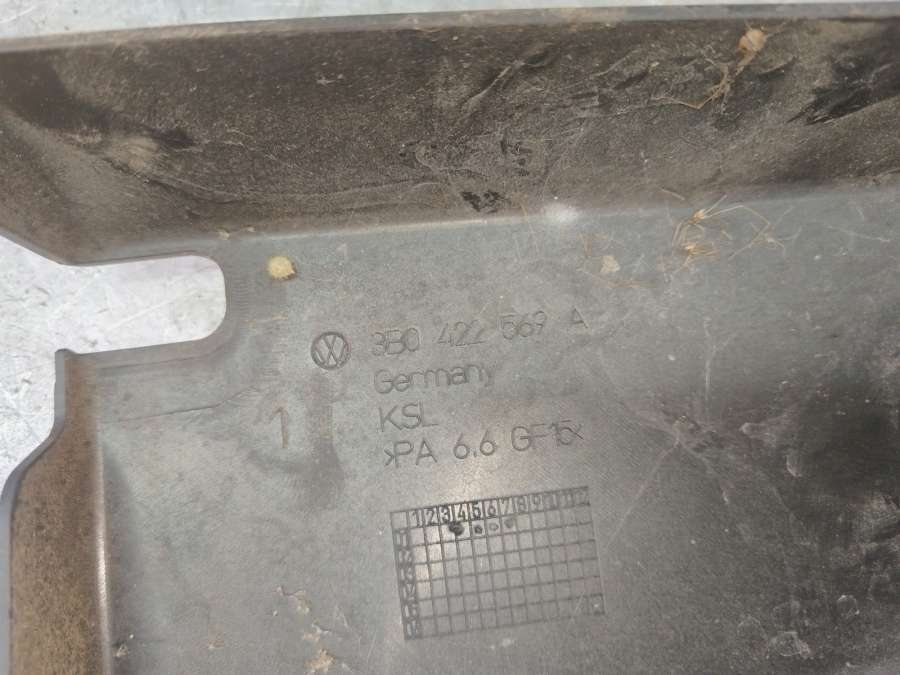 3B0 422 569 A
Germany
KSL
1
>PA 6.6 GF15<
1 2 3 4 5 6 7 8 9 10 11 12